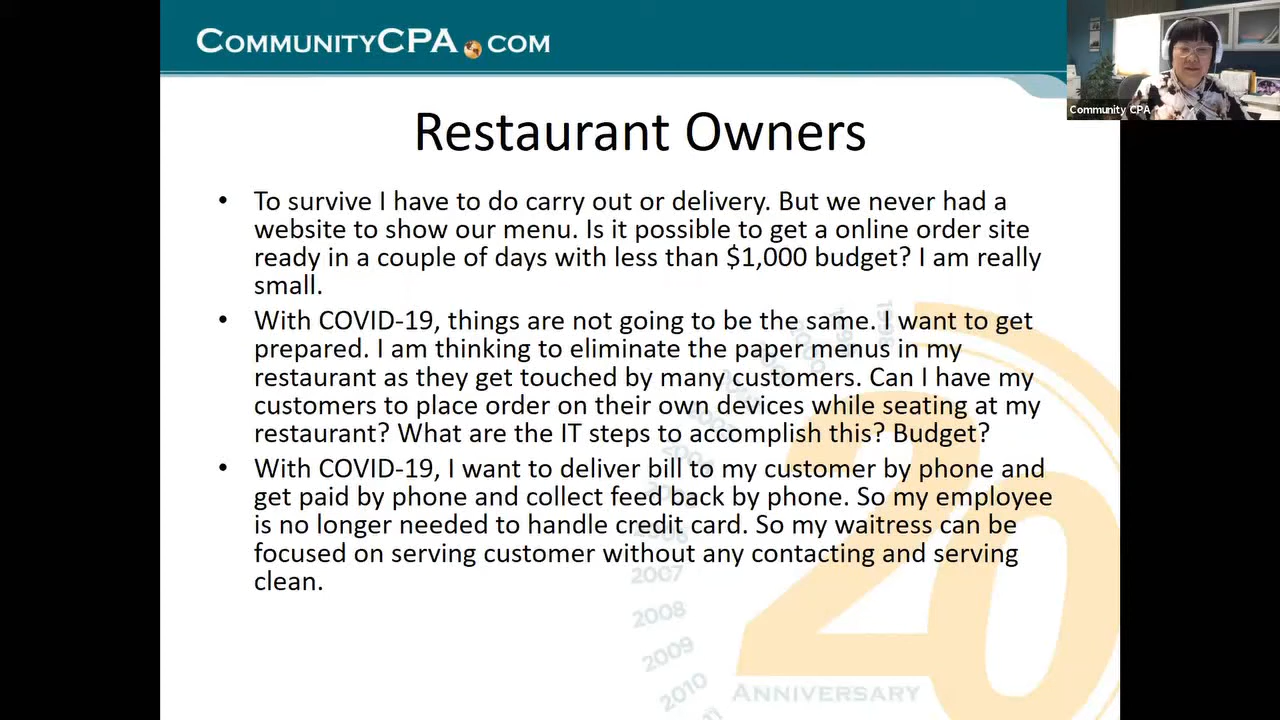 COMMUNITYCPA.COM
Community CPA
Restaurant Owners
• To survive I have to do carry out or delivery. But we never had a
website to show our menu. Is it possible to get a online order site
ready in a couple of days with less than $1,000 budget? I am really
small.
• With COVID-19, things are not going to be the same. I want to get
prepared. I am thinking to eliminate the paper menus in my
restaurant as they get touched by many customers. Can I have my
customers to place order on their own devices while seating at my
restaurant? What are the IT steps to accomplish this? Budget?
• With COVID-19, I want to deliver bill to my customer by phone and
get paid by phone and collect feed back by phone. So my employee
is no longer needed to handle credit card. So my waitress can be
focused on serving customer without any contacting and serving
clean.
1998
2006
2007
2008
2009
2010
20
ANNIVERSARY